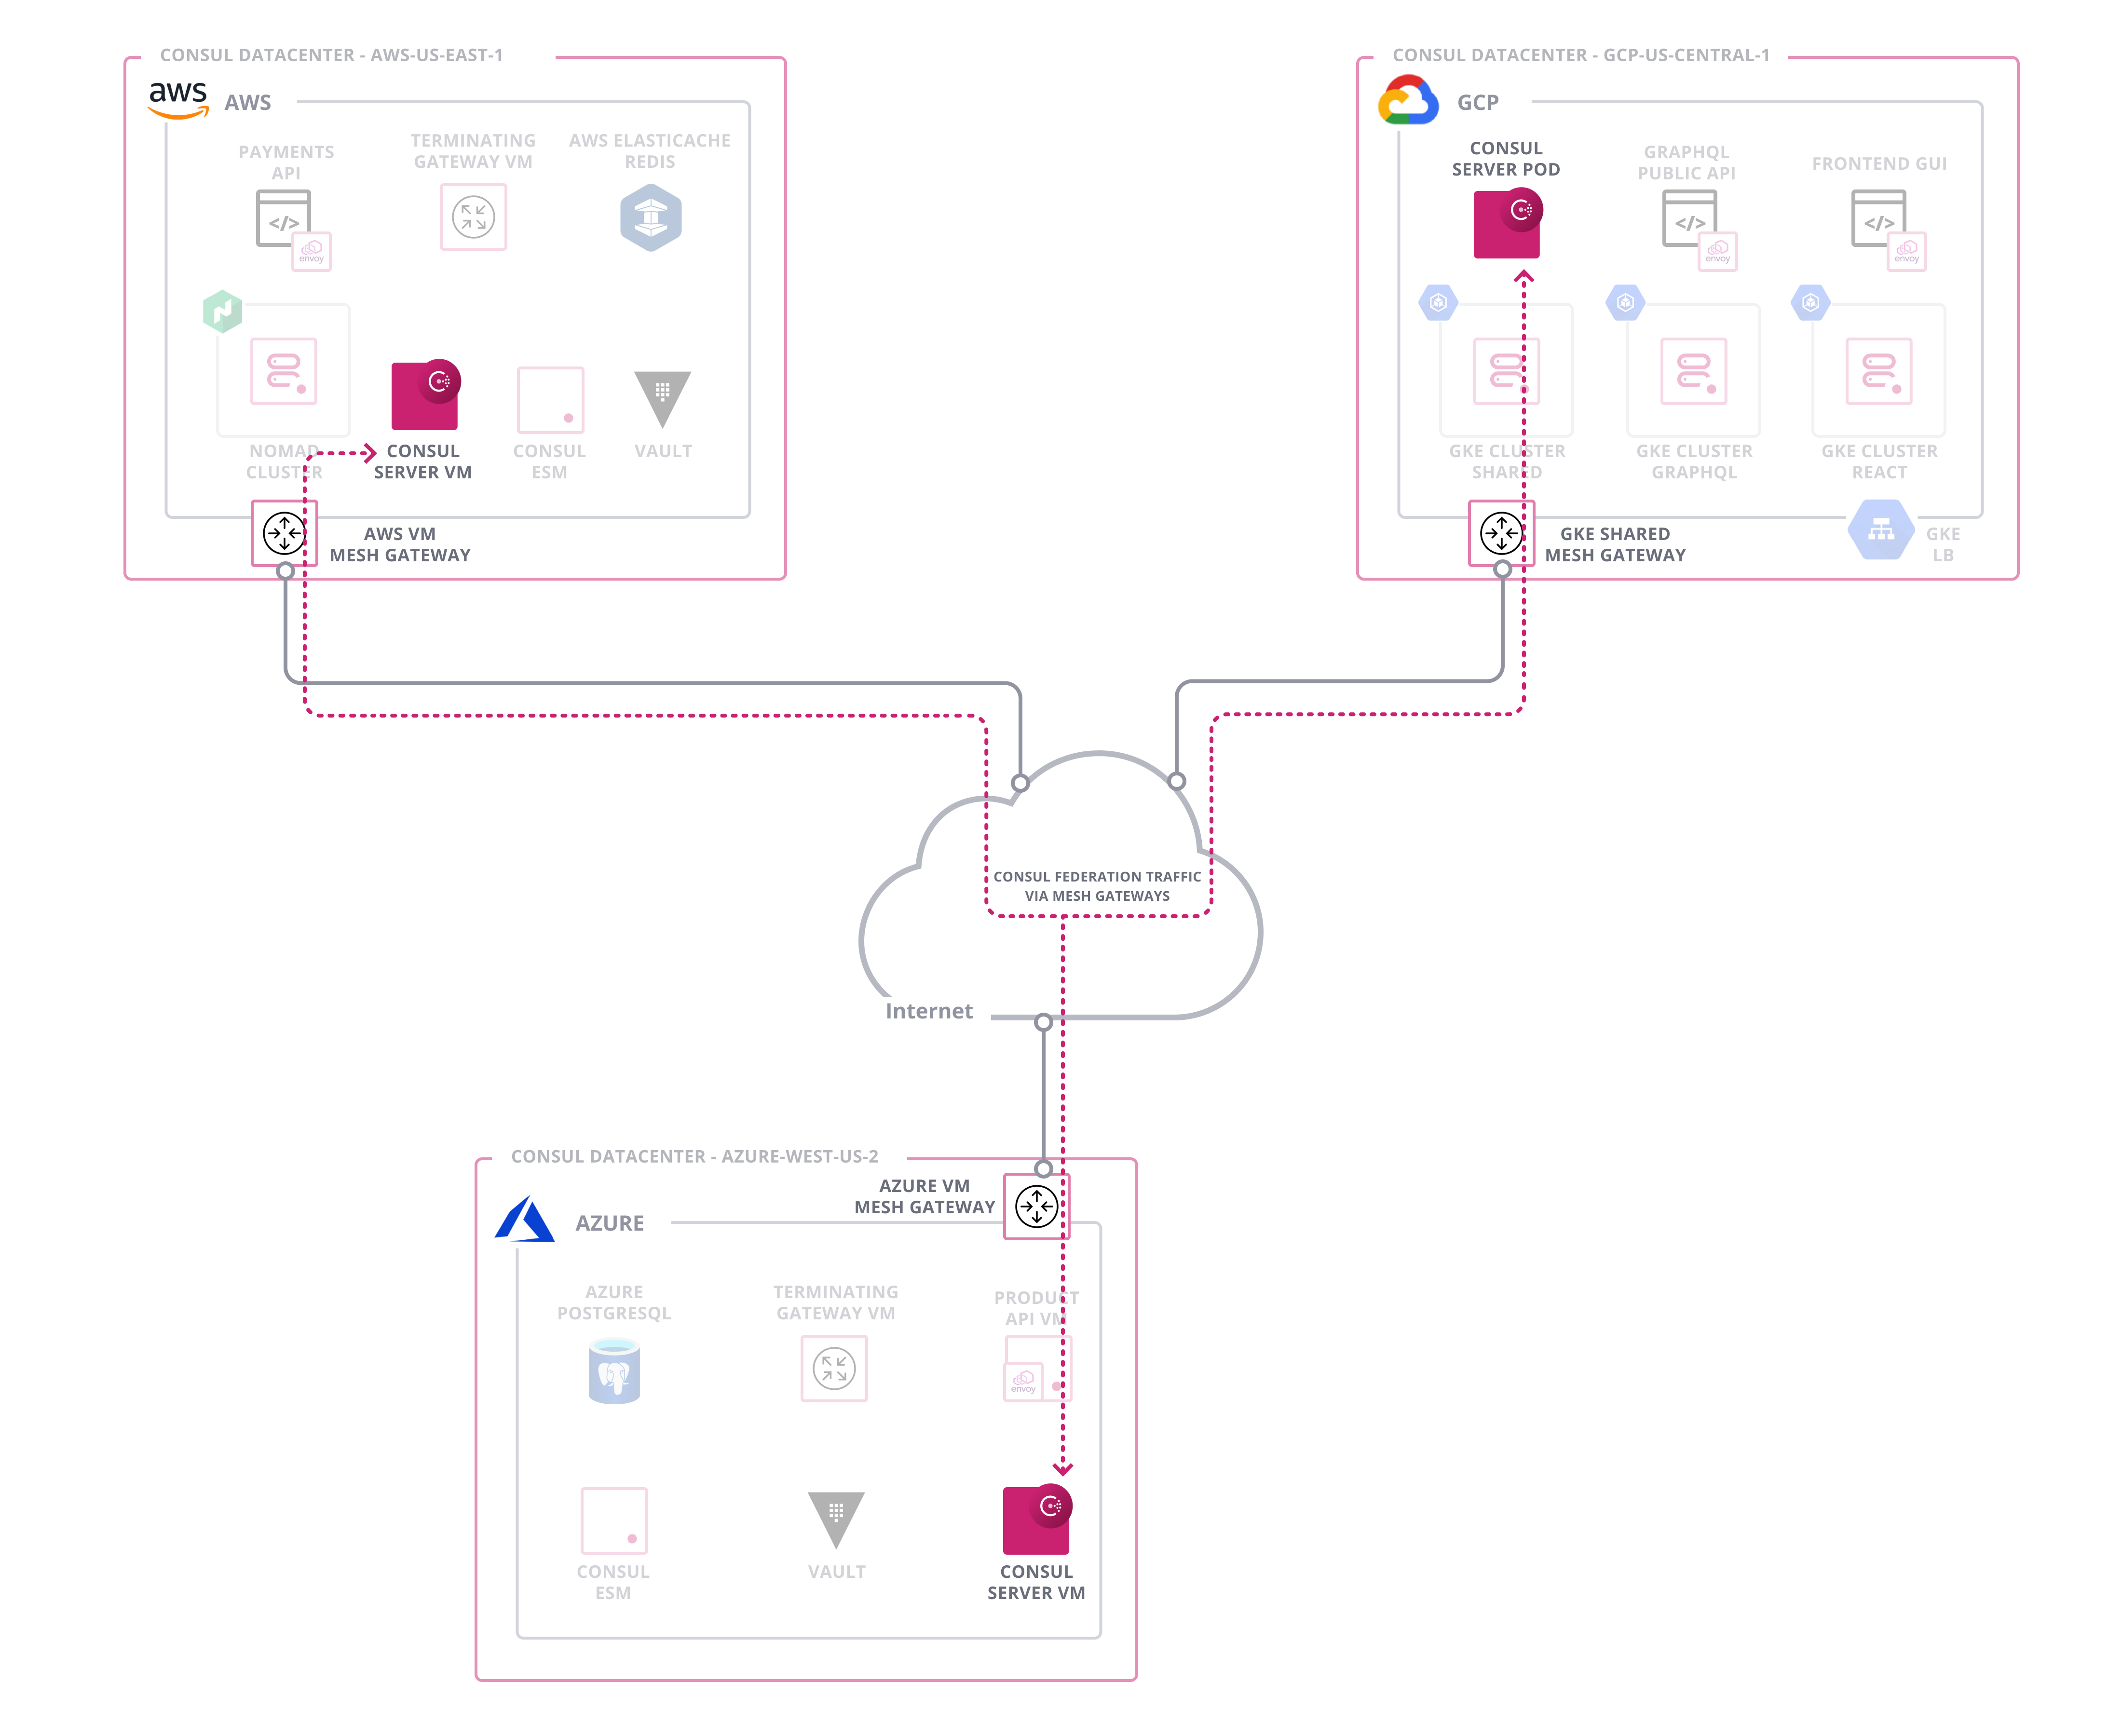 CONSUL DATACENTER - AWS-US-EAST-1
aws
AWS
PAYMENTS
API
envoy
TERMINATING
GATEWAY VM
AWS ELASTICACHE
REDIS
NOMAD
CLUSTER
CONSUL
SERVER VM
CONSUL
ESM
VAULT
AWS VM
MESH GATEWAY
CONSUL DATACENTER - GCP-US-CENTRAL-1
GCP
CONSUL
SERVER POD
GRAPHQL
PUBLIC API
envoy
FRONTEND GUI
envoy
GKE CLUSTER
SHARED
GKE CLUSTER
GRAPHQL
GKE CLUSTER
REACT
GKE SHARED
MESH GATEWAY
GKE
LB
CONSUL FEDERATION TRAFFIC
VIA MESH GATEWAYS
Internet
CONSUL DATACENTER - AZURE-WEST-US-2
AZURE
AZURE VM
MESH GATEWAY
AZURE
POSTGRESQL
TERMINATING
GATEWAY VM
PRODUCT
API VM
envoy
CONSUL
ESM
VAULT
CONSUL
SERVER VM